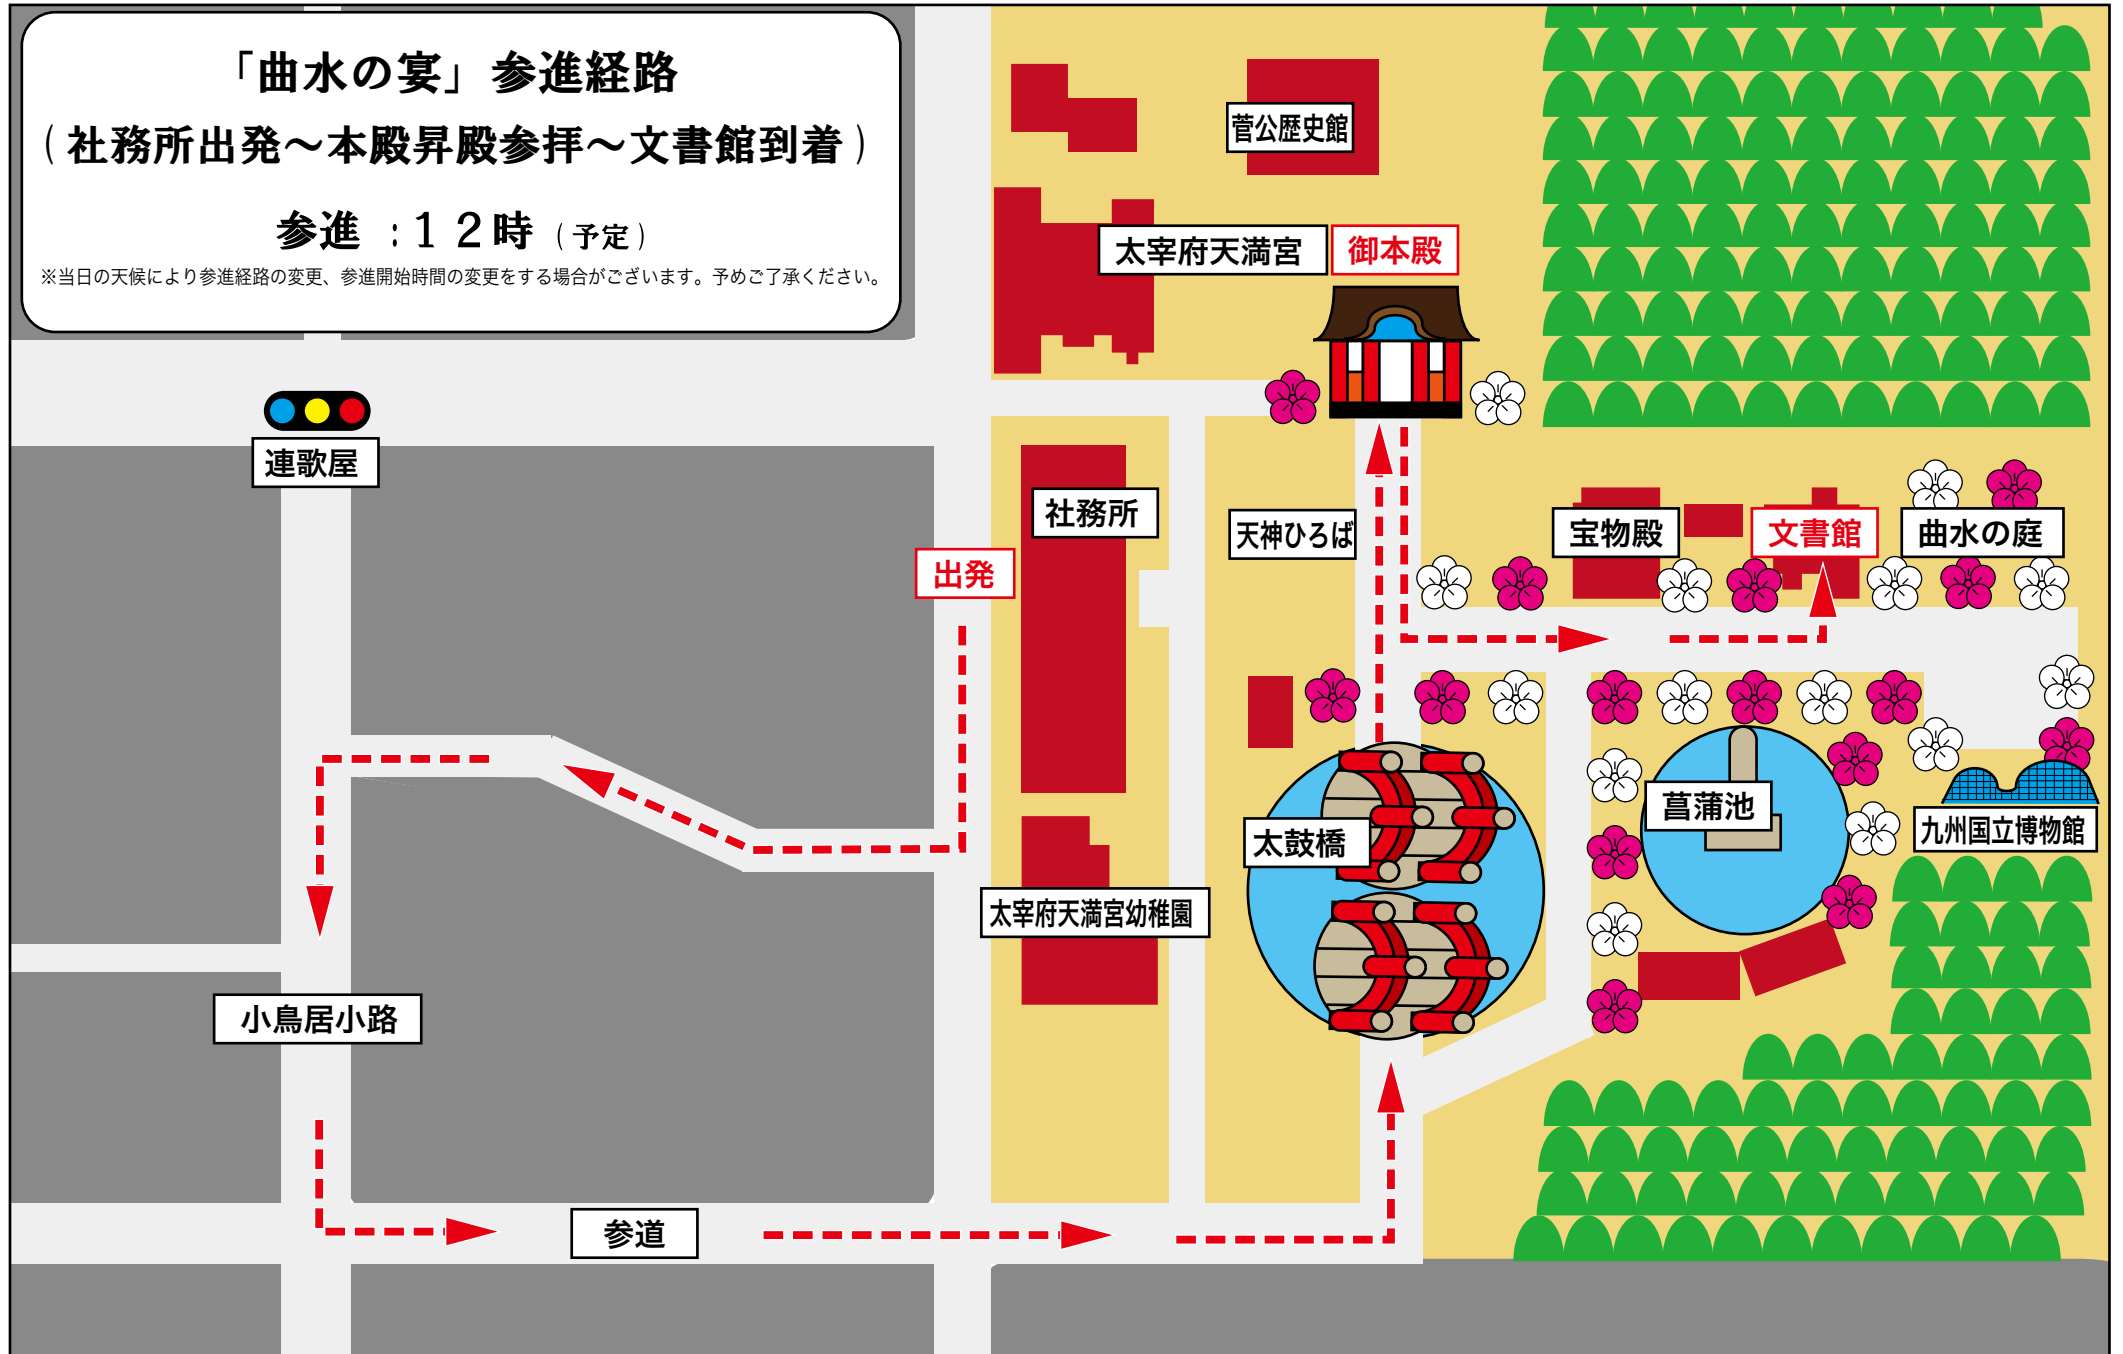 「曲水の宴」参進経路
(社務所出発～本殿昇殿参拝～文書館到着)
参進 :12時(予定)
※当日の天候により参進経路の変更、参進開始時間の変更をする場合がございます。予めご了承ください。
菅公歴史館
太宰府天満宮
御本殿
連歌屋
社務所
天神ひろば
宝物殿
文書館
曲水の庭
出発
菖蒲池
太鼓橋
九州国立博物館
太宰府天満宮幼稚園
小鳥居小路
参道